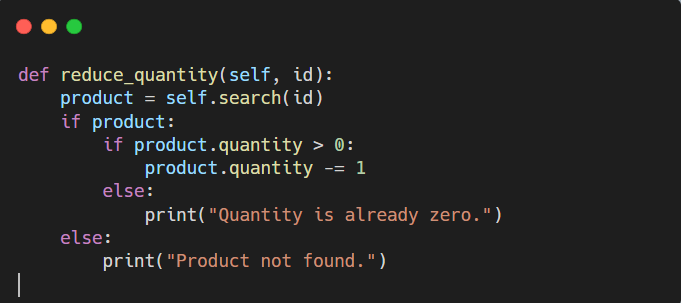 def reduce_quantity(self, id):
    product = self.search(id)
    if product:
        if product.quantity > 0:
            product.quantity -= 1
        else:
            print("Quantity is already zero.")
    else:
        print("Product not found.")